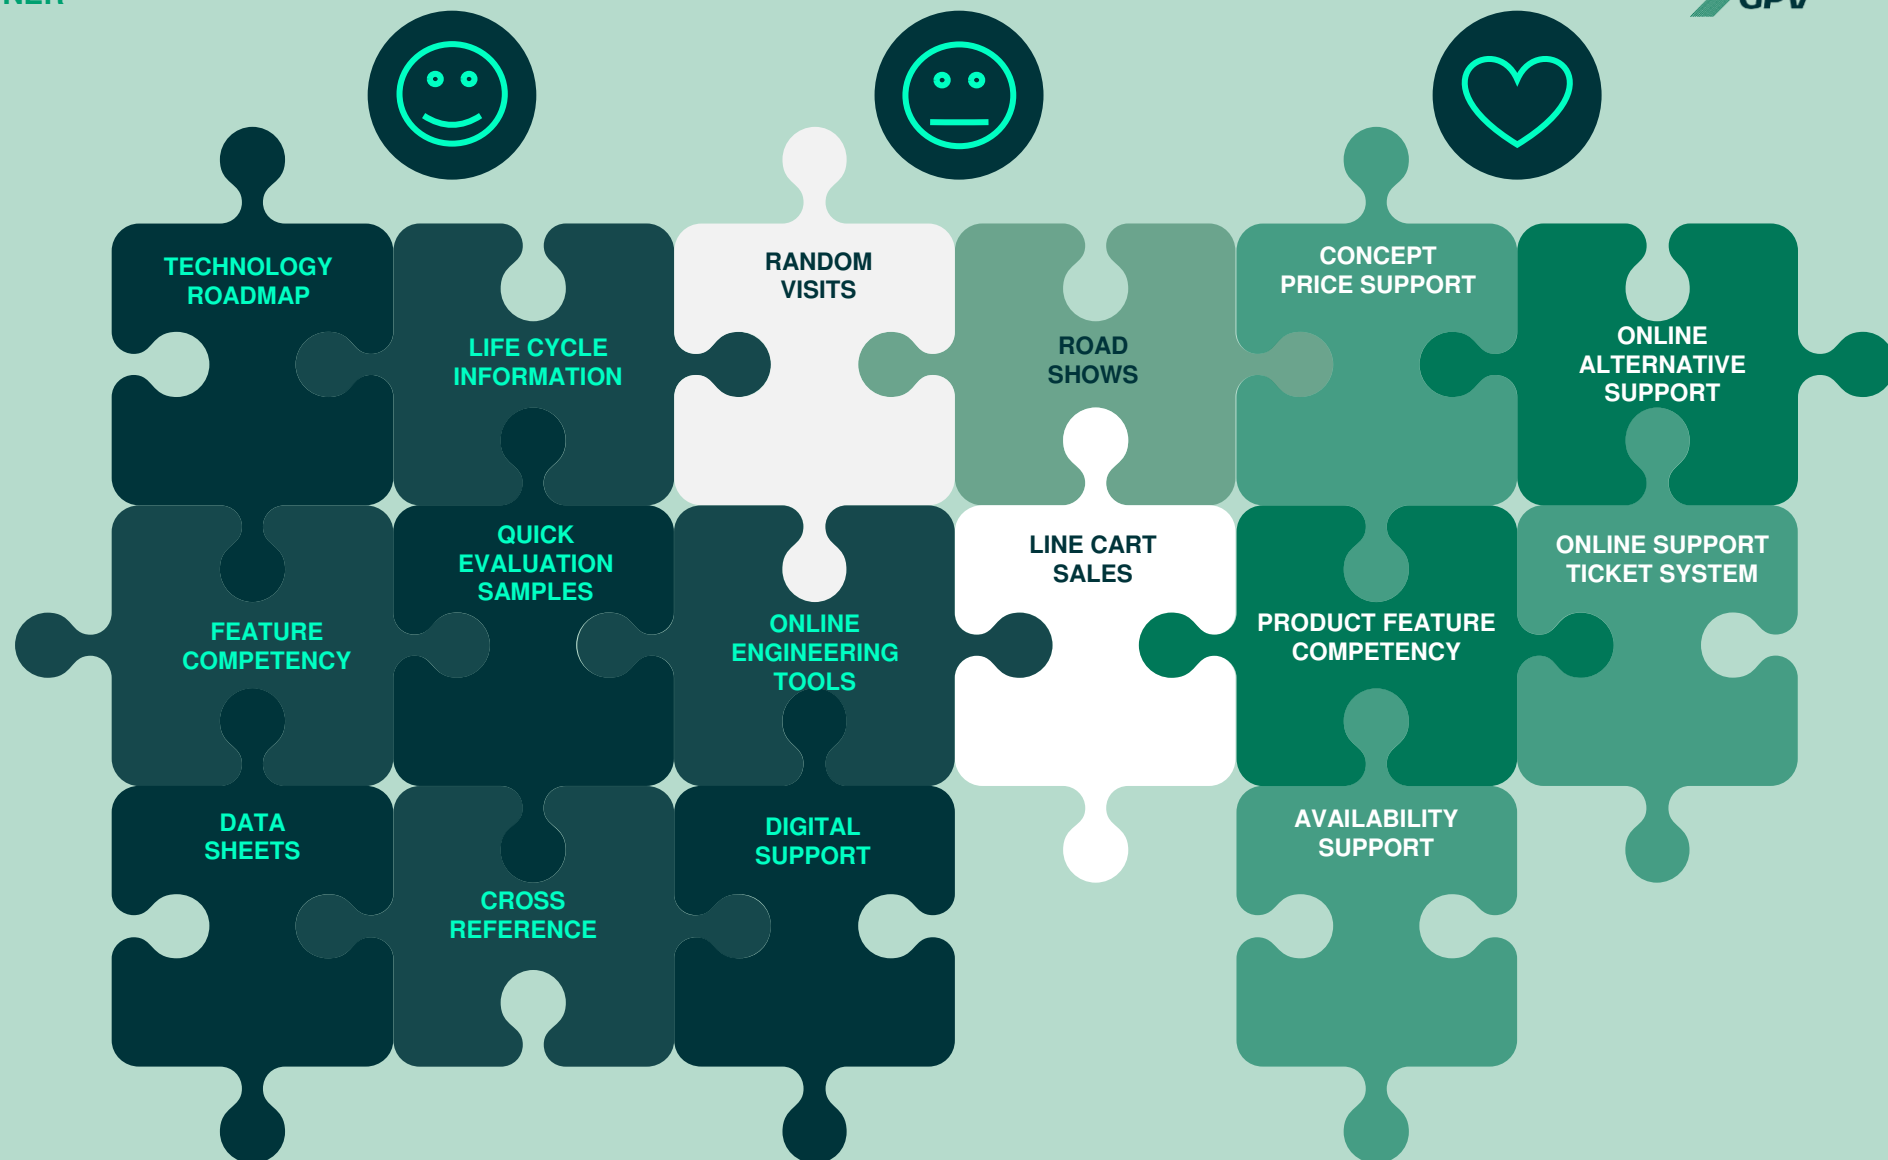 TECHNOLOGY
ROADMAP
LIFE CYCLE
INFORMATION
RANDOM
VISITS
ROAD
SHOWS
CONCEPT
PRICE SUPPORT
ONLINE
ALTERNATIVE
SUPPORT
FEATURE
COMPETENCY
QUICK
EVALUATION
SAMPLES
ONLINE
ENGINEERING
TOOLS
LINE CART
SALES
PRODUCT FEATURE
COMPETENCY
ONLINE SUPPORT
TICKET SYSTEM
DATA
SHEETS
CROSS
REFERENCE
DIGITAL
SUPPORT
AVAILABILITY
SUPPORT